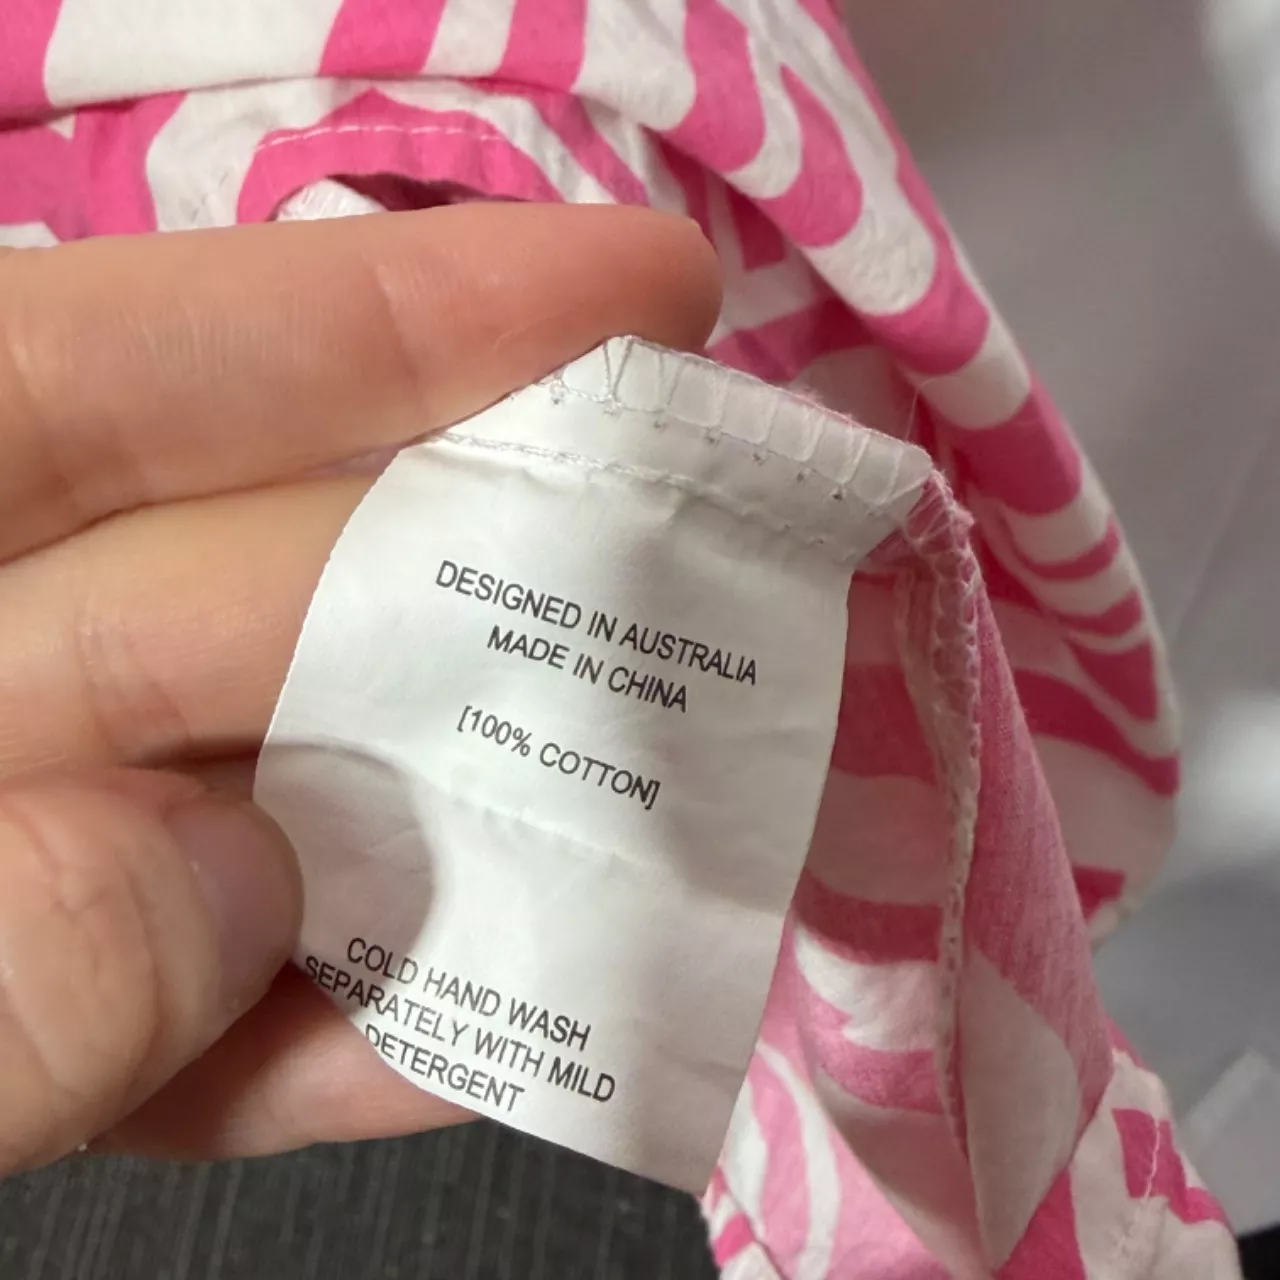 DESIGNED IN AUSTRALIA
MADE IN CHINA
[100% COTTON]
COLD HAND WASH
SEPARATELY WITH MILD
DETERGENT